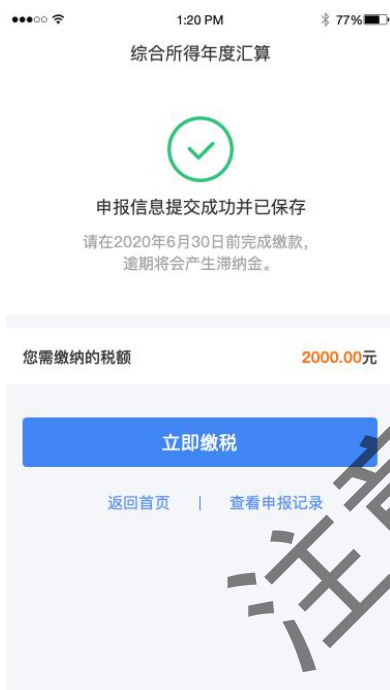 1:20 PM
77%
综合所得年度汇算
申报信息提交成功并已保存
请在2020年6月30日前完成缴款,
逾期将会产生滞纳金。
您需缴纳的税额
2000.00元
立即缴税
返回首页 | 查看申报记录
注